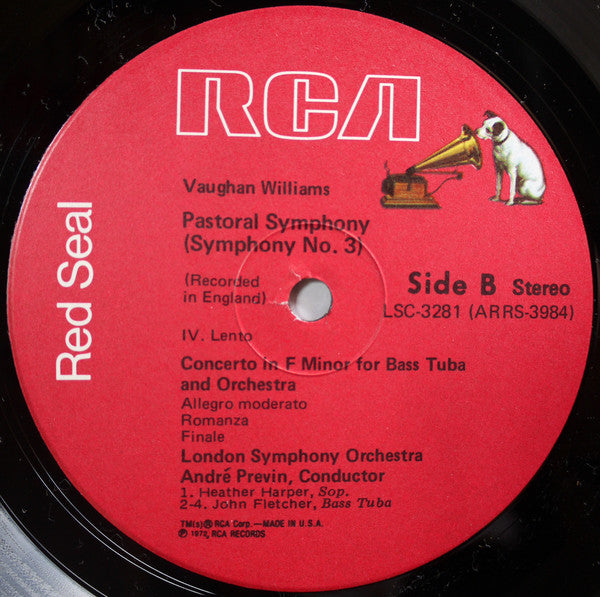 RCA
Red Seal
Vaughan Williams
Pastoral Symphony
(Symphony No. 3)
(Recorded
in England)
Side B Stereo
LSC-3281 (ARRS-3984)
IV. Lento
Concerto in F Minor for Bass Tuba
and Orchestra
Allegro moderato
Romanza
Finale
London Symphony Orchestra
André Previn, Conductor
1. Heather Harper, Sop.
2-4. John Fletcher, Bass Tuba
TM(s) ® RCA Corp.—MADE IN U.S.A.
℗ 1972, RCA RECORDS